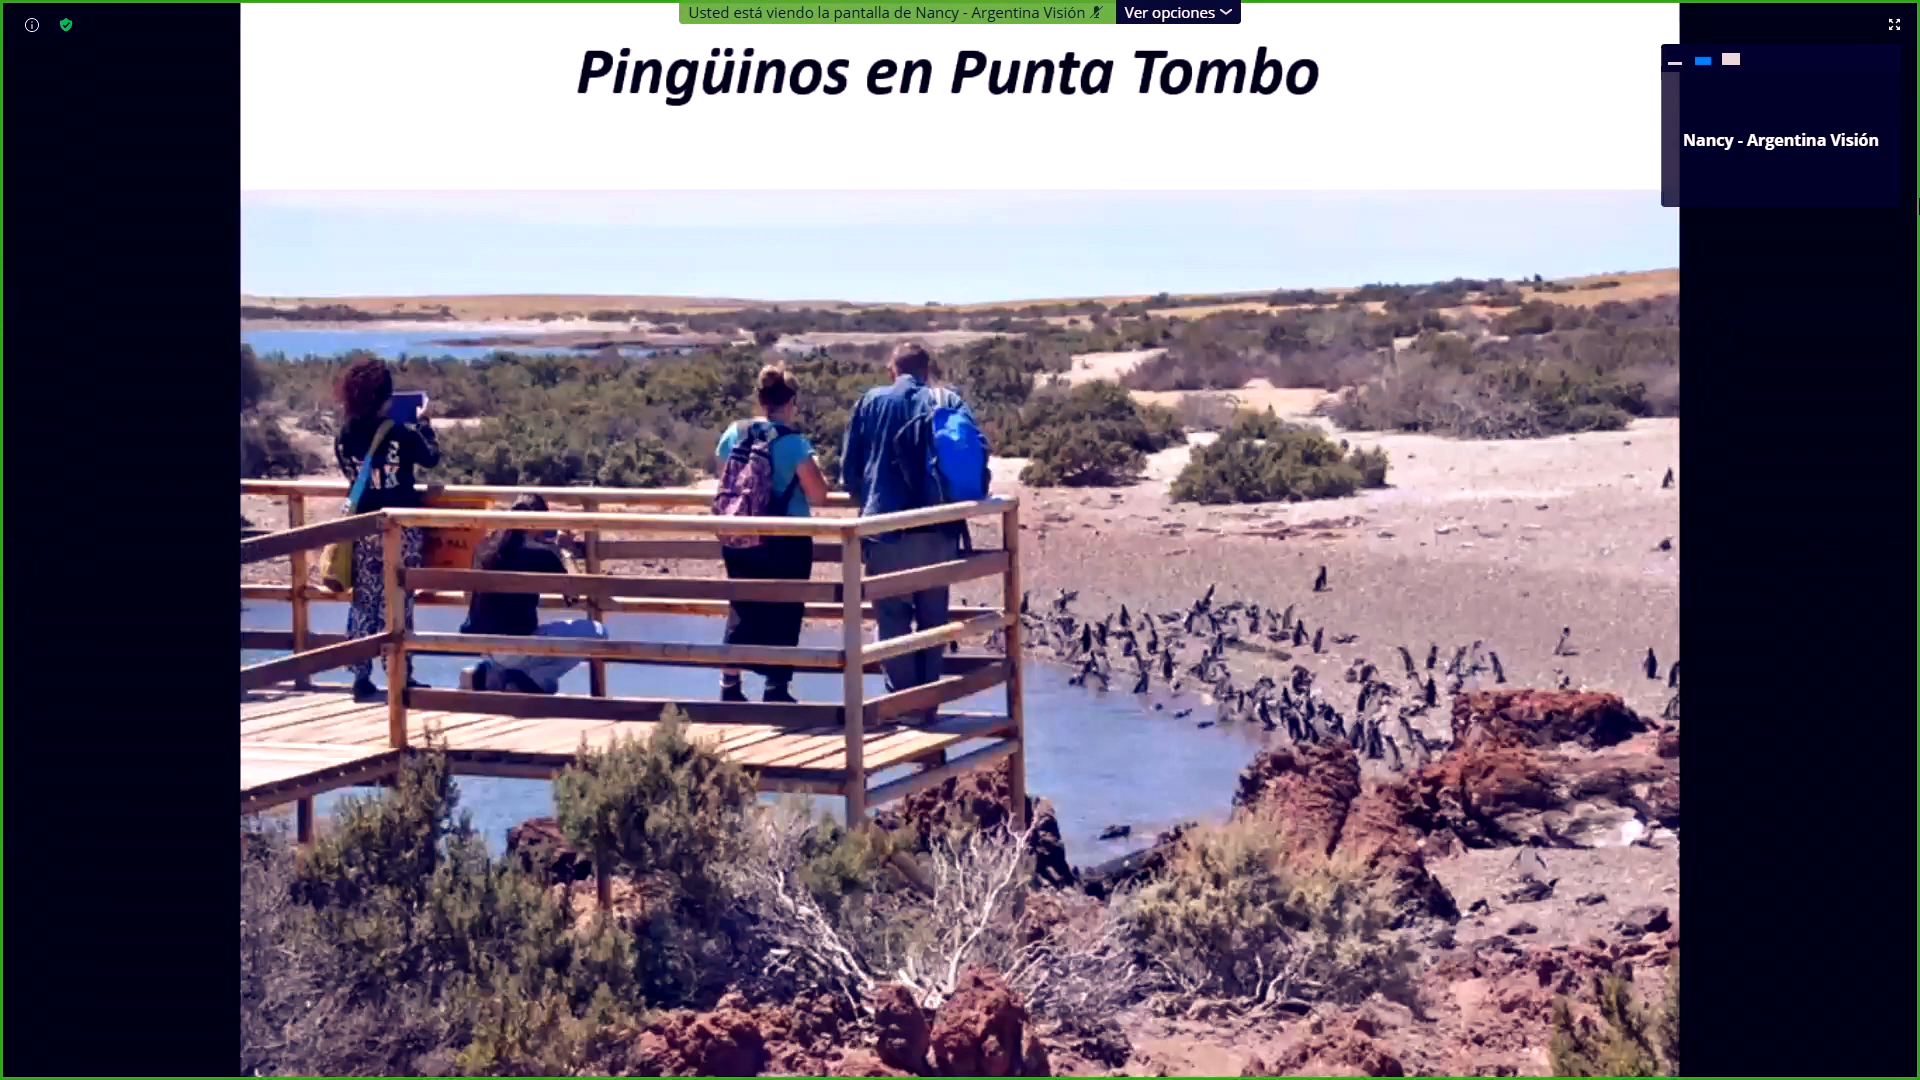 Usted está viendo la pantalla de Nancy - Argentina Visión
Ver opciones
Pingüinos en Punta Tombo
Nancy - Argentina Visión